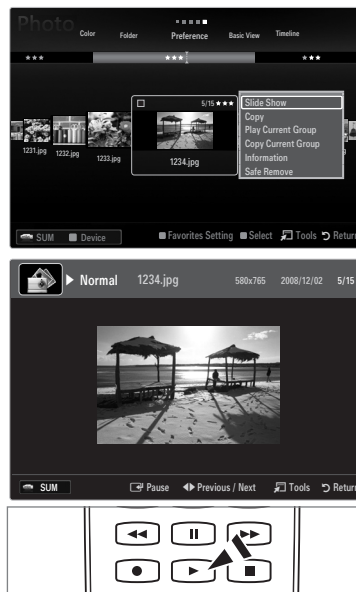 Photo
Color Folder Preference Basic View Timeline
★★★ ★★★ ★★★
5/15 ★★★
Slide Show
Copy
Play Current Group
Copy Current Group
Information
Safe Remove
1231.jpg 1232.jpg 1233.jpg 1234.jpg
SUM Device Favorites Setting Select Tools Return
Normal 1234.jpg 580x765 2008/12/02 5/15
SUM Pause Previous / Next Tools Return